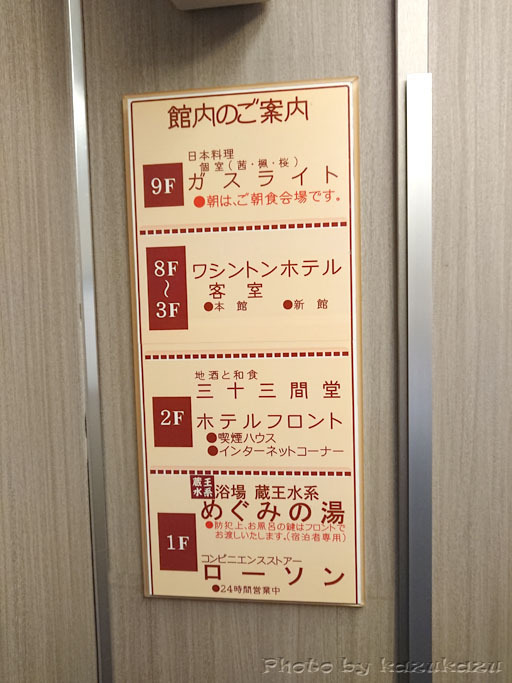 館内のご案内
9F
日本料理
個室(茜・楓・桜)
ガスライト
●朝は、ご朝食会場です。
8F
〜
3F
ワシントンホテル
客室
●本館 ●新館
2F
地酒と和食
三十三間堂
ホテルフロント
●喫煙ハウス
●インターネットコーナー
1F
蔵王
水系
浴場 蔵王水系
めぐみの湯
●防犯上、お風呂の鍵はフロントで
お渡しいたします。(宿泊者専用)
コンビニエンスストアー
ローソン
●24時間営業中
Photo by kazukazu